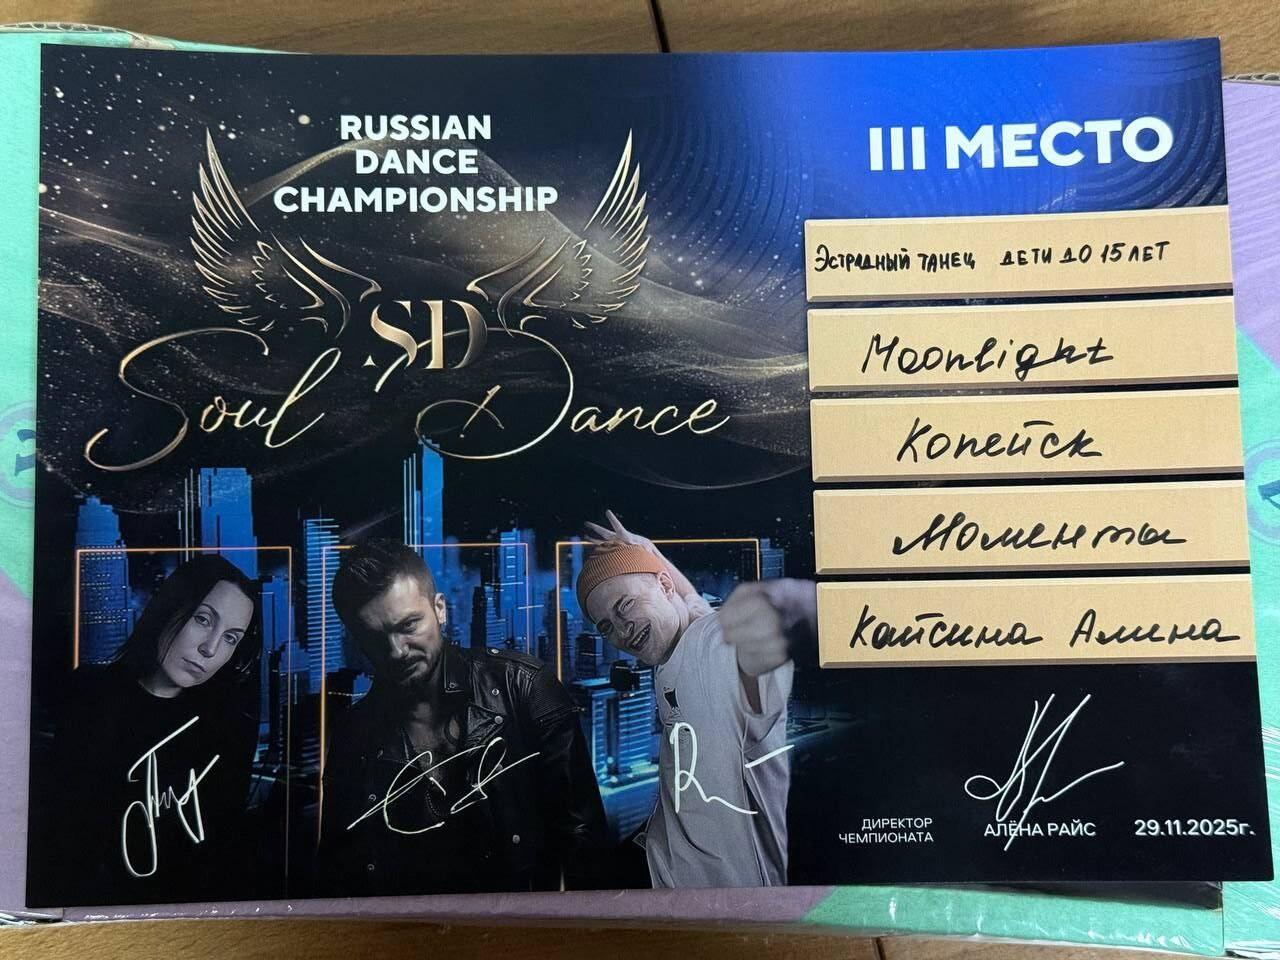 RUSSIAN
DANCE
CHAMPIONSHIP
SD
Soul Dance
III МЕСТО
Эстрадный танец дети до 15 лет
Moonlight
Копейск
Моменты
Катсина Алина
ДИРЕКТОР
ЧЕМПИОНАТА
АЛЁНА РАЙС
29.11.2025г.